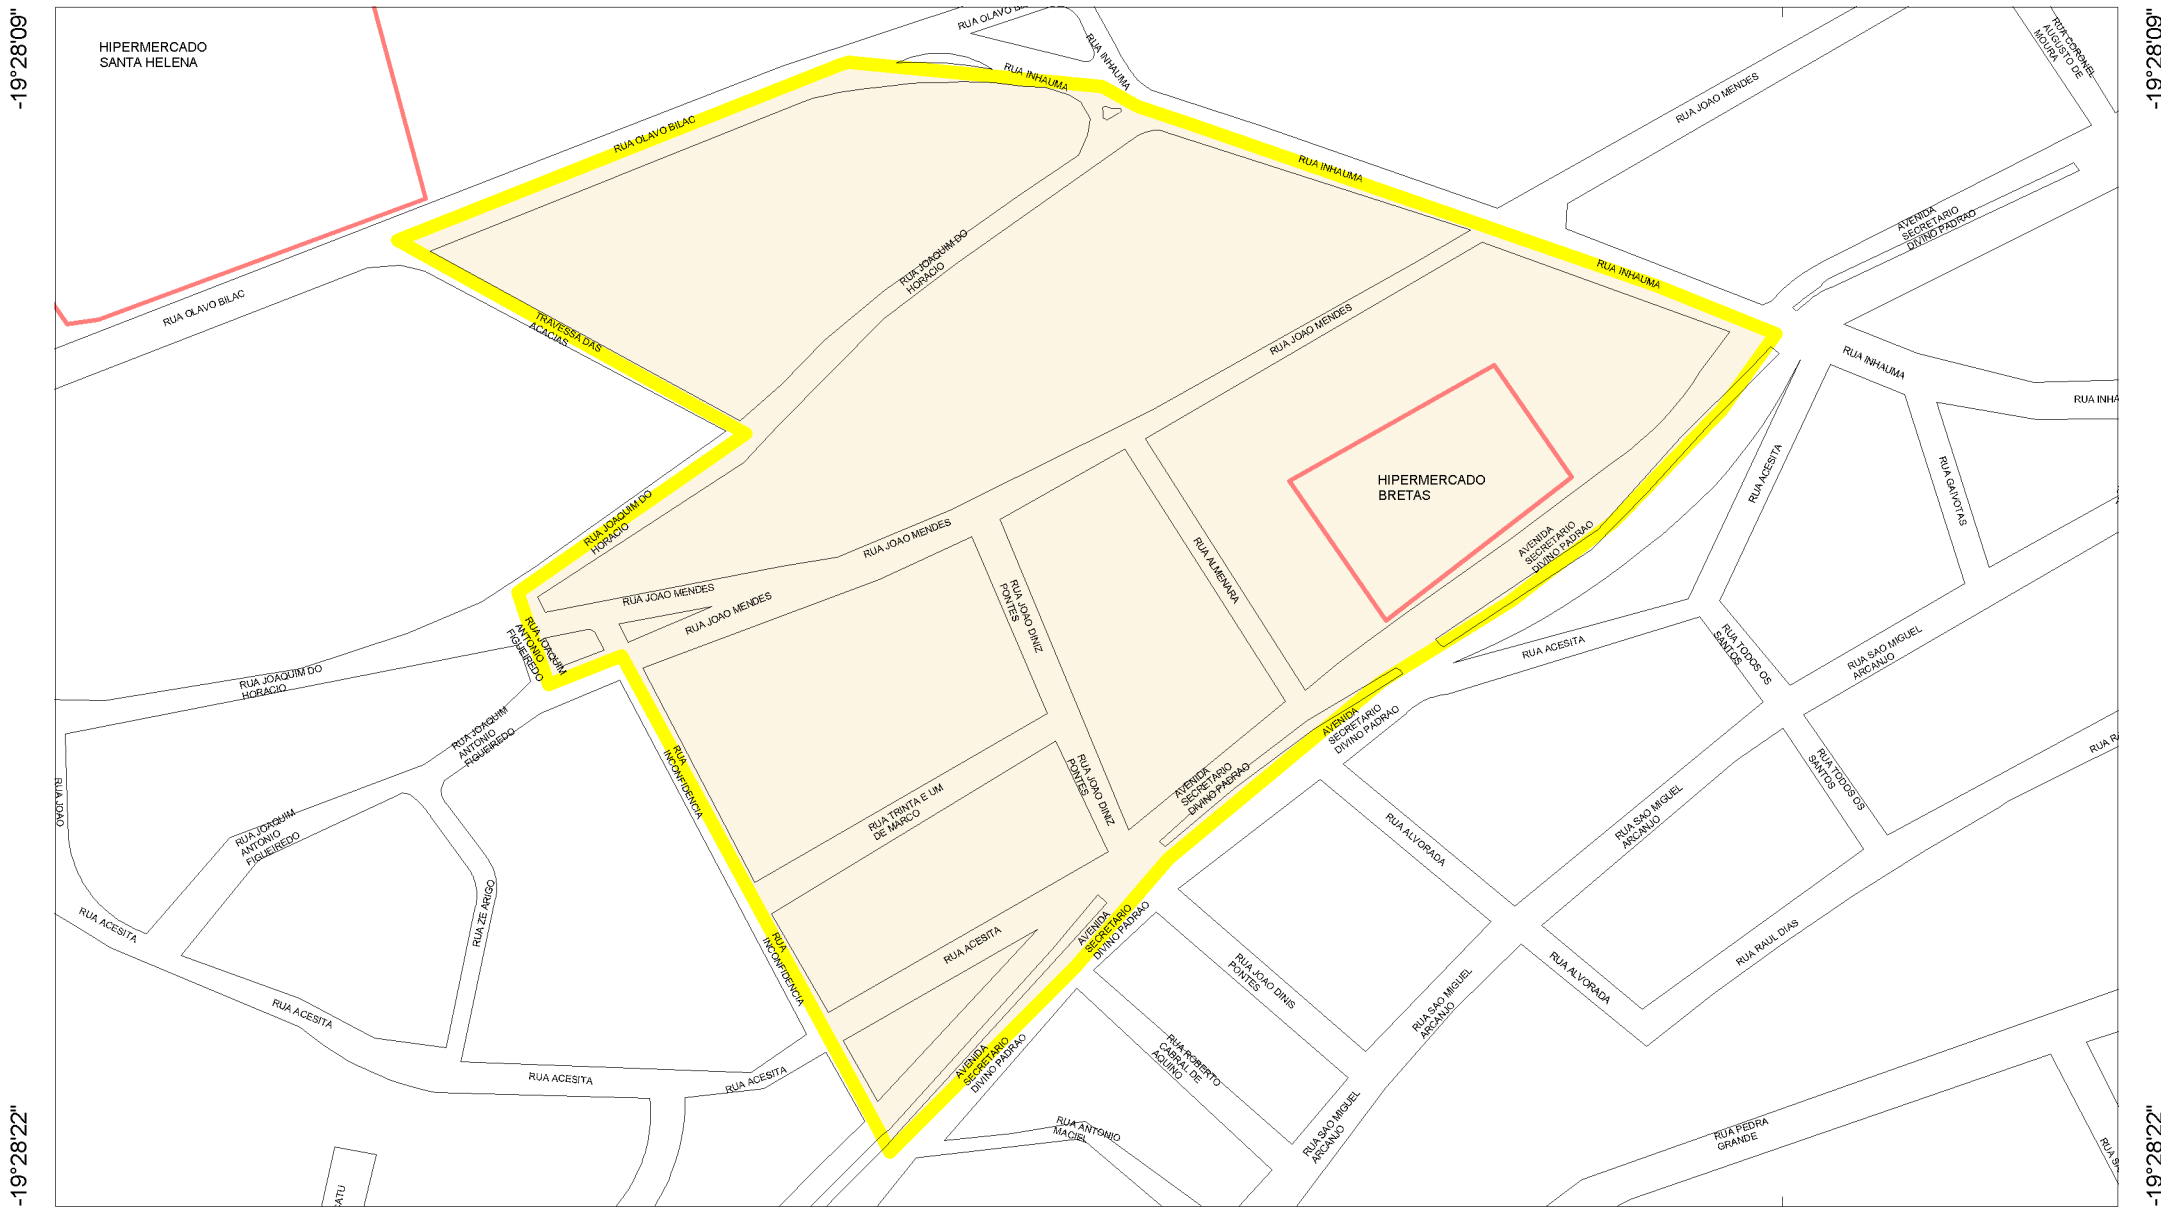 -19°28'09"
-19°28'09"
HIPERMERCADO
SANTA HELENA
RUA INHAUMA
RUA CORONEL
AUGUSTO DE
MOURA
RUA INHAUMA
RUA JOAO MENDES
RUA OLAVO BILAC
RUA INHAUMA
AVENIDA
SECRETARIO
DIVINO PADRAO
RUA JOAQUIM DO
HORACIO
RUA INHAUMA
RUA OLAVO BILAC
TRAVESSA DAS
ACACIAS
RUA JOAO MENDES
RUA INHAUMA
RUA ACESITA
RUA GAIVOTAS
HIPERMERCADO
BRETAS
RUA JOAQUIM DO
HORACIO
RUA JOAO MENDES
AVENIDA
SECRETARIO
DIVINO PADRAO
RUA ALMENARA
RUA JOAO MENDES
RUA JOAO MENDES
RUA JOAO DINIZ
PONTES
RUA JOAQUIM
ANTONIO
FIGUEIREDO
RUA ACESITA
RUA TODOS OS
SANTOS
RUA SAO MIGUEL
ARCANJO
RUA JOAQUIM DO
HORACIO
RUA JOAQUIM
ANTONIO
FIGUEIREDO
AVENIDA
SECRETARIO
DIVINO PADRAO
RUA
INCONFIDENCIA
RUA JOAO DINIZ
PONTES
AVENIDA
SECRETARIO
DIVINO PADRAO
RUA TODOS OS
SANTOS
RUA JOAO
RUA TRINTA E UM
DE MARCO
RUA SAO MIGUEL
ARCANJO
RUA JOAQUIM
ANTONIO
FIGUEIREDO
RUA ALVORADA
RUA ZE ARIGO
RUA ACESITA
RUA ACESITA
AVENIDA
SECRETARIO
DIVINO PADRAO
RUA
INCONFIDENCIA
RUA RAUL DIAS
RUA JOAO DINIS
PONTES
RUA ALVORADA
RUA SAO MIGUEL
ARCANJO
RUA ACESITA
AVENIDA
SECRETARIO
DIVINO PADRAO
RUA ROBERTO
CABRAL DE
AQUINO
RUA ACESITA
RUA ACESITA
RUA SAO MIGUEL
ARCANJO
RUA ANTONIO
MACIEL
RUA PEDRA
GRANDE
-19°28'22"
-19°28'22"